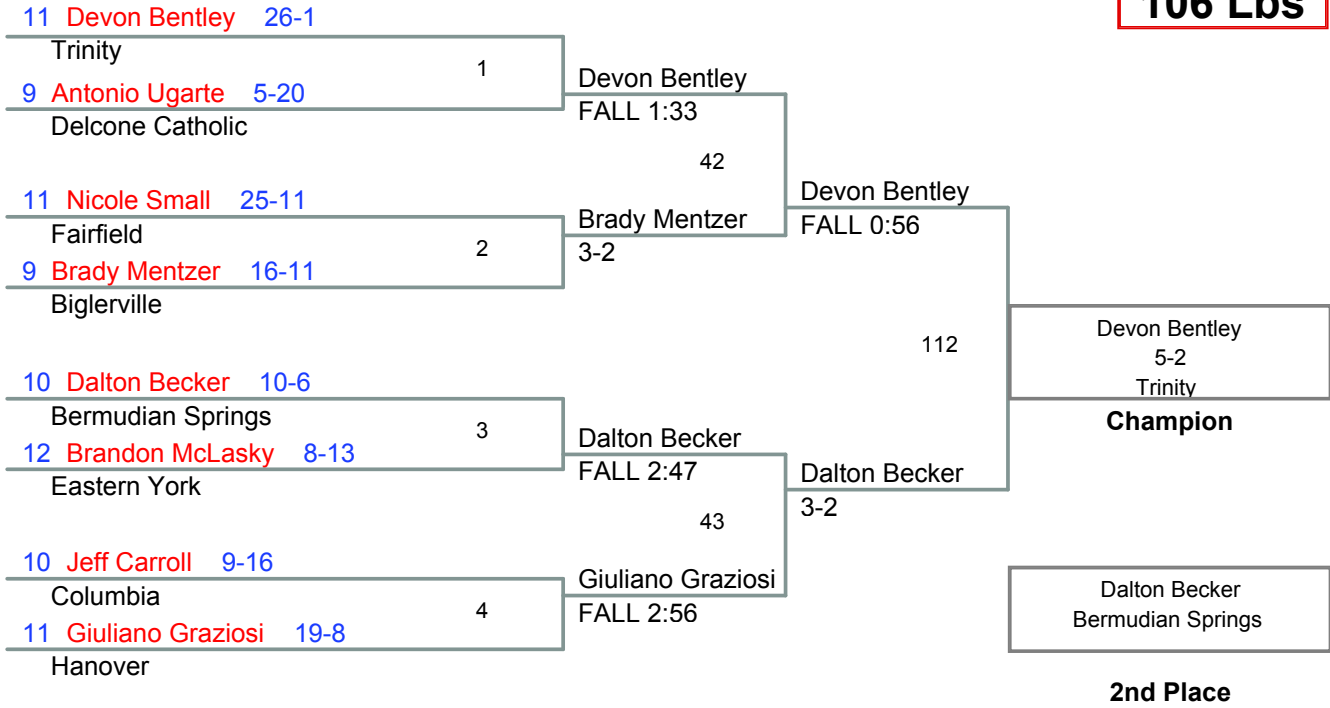 106 Lbs
11 Devon Bentley 26-1
Trinity
1
9 Antonio Ugarte 5-20
Delcone Catholic
Devon Bentley
FALL 1:33
42
11 Nicole Small 25-11
Fairfield
2
9 Brady Mentzer 16-11
Biglerville
Brady Mentzer
3-2
Devon Bentley
FALL 0:56
112
10 Dalton Becker 10-6
Bermudian Springs
3
12 Brandon McLasky 8-13
Eastern York
Dalton Becker
FALL 2:47
43
10 Jeff Carroll 9-16
Columbia
4
11 Giuliano Graziosi 19-8
Hanover
Giuliano Graziosi
FALL 2:56
Dalton Becker
3-2
Devon Bentley
5-2
Trinity
Champion
Dalton Becker
Bermudian Springs
2nd Place